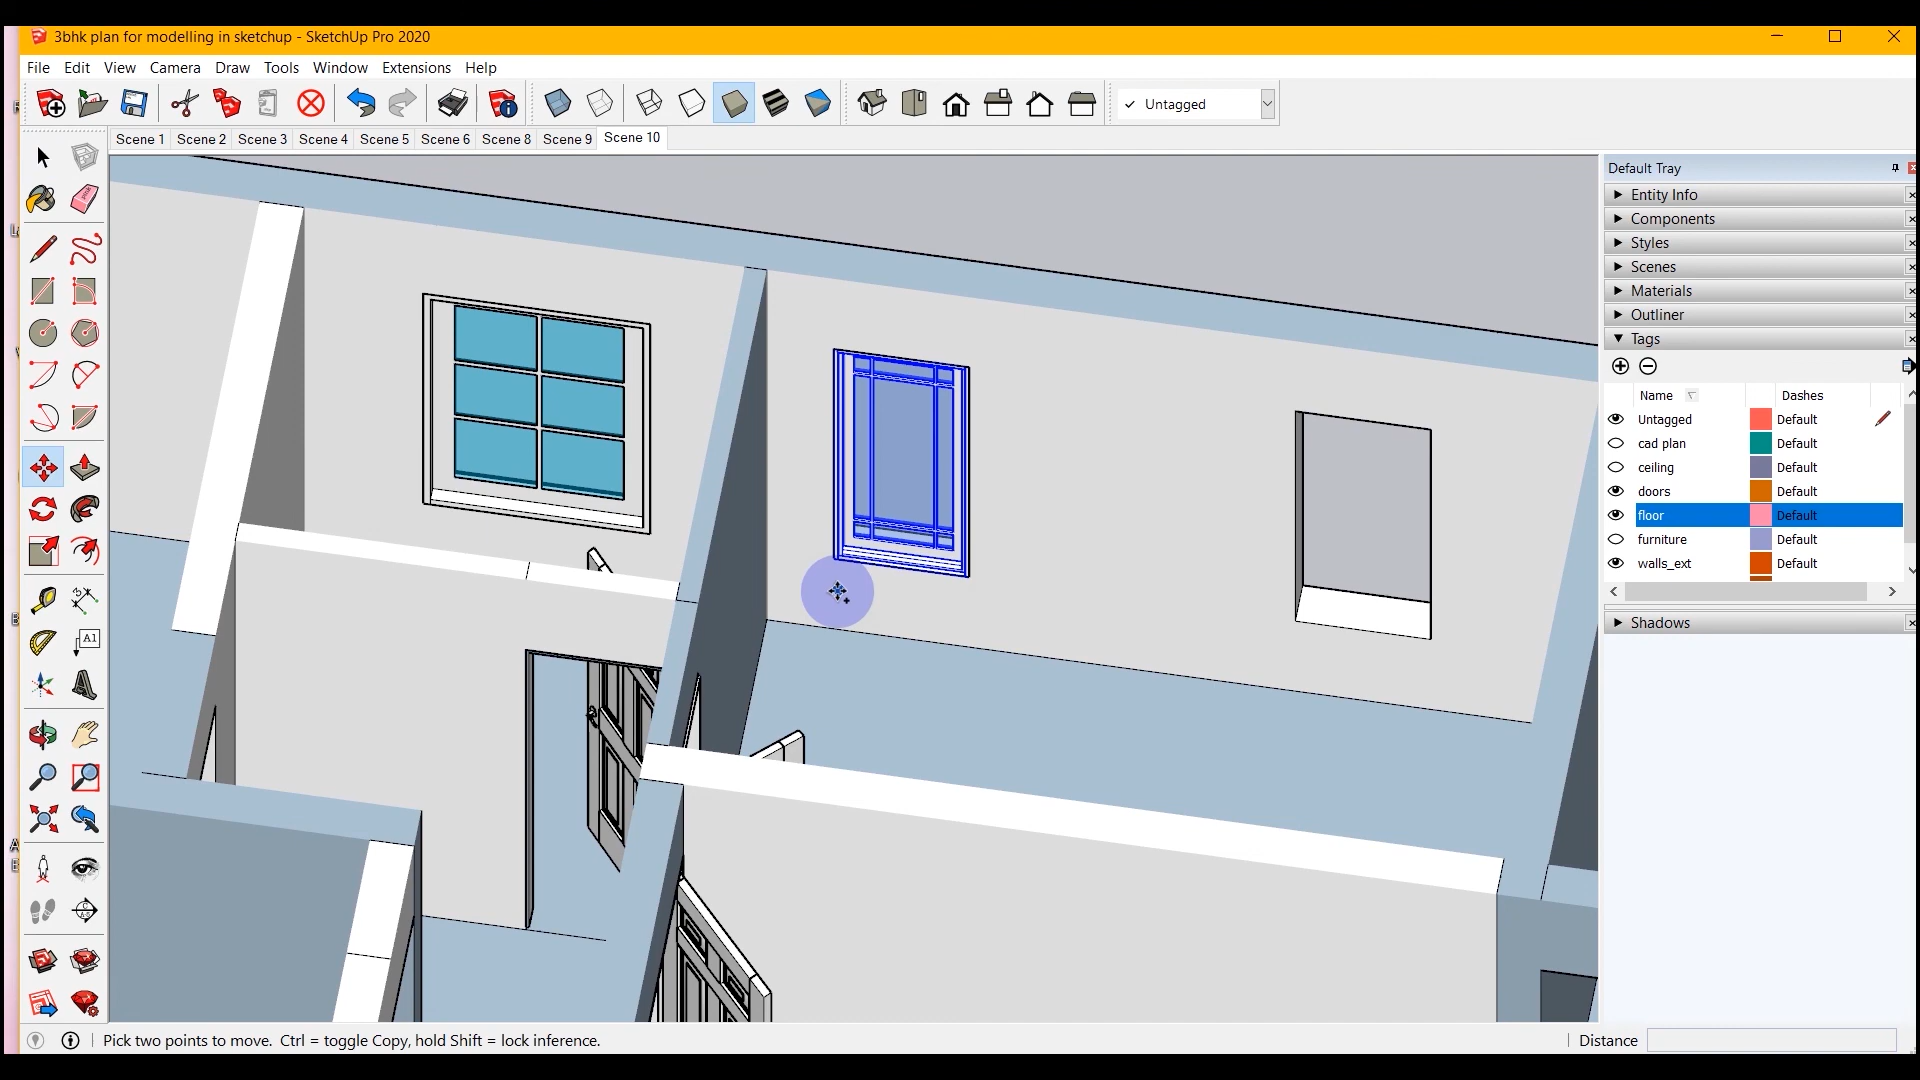 3bhk plan for modelling in sketchup - SketchUp Pro 2020
File Edit View Camera Draw Tools Window Extensions Help
✓ Untagged
Scene 1 Scene 2 Scene 3 Scene 4 Scene 5 Scene 6 Scene 8 Scene 9 Scene 10
Default Tray
Entity Info
Components
Styles
Scenes
Materials
Outliner
Tags
Name Dashes
Untagged Default
cad plan Default
ceiling Default
doors Default
floor Default
furniture Default
walls_ext Default
Shadows
A1
Pick two points to move. Ctrl = toggle Copy, hold Shift = lock inference.
Distance